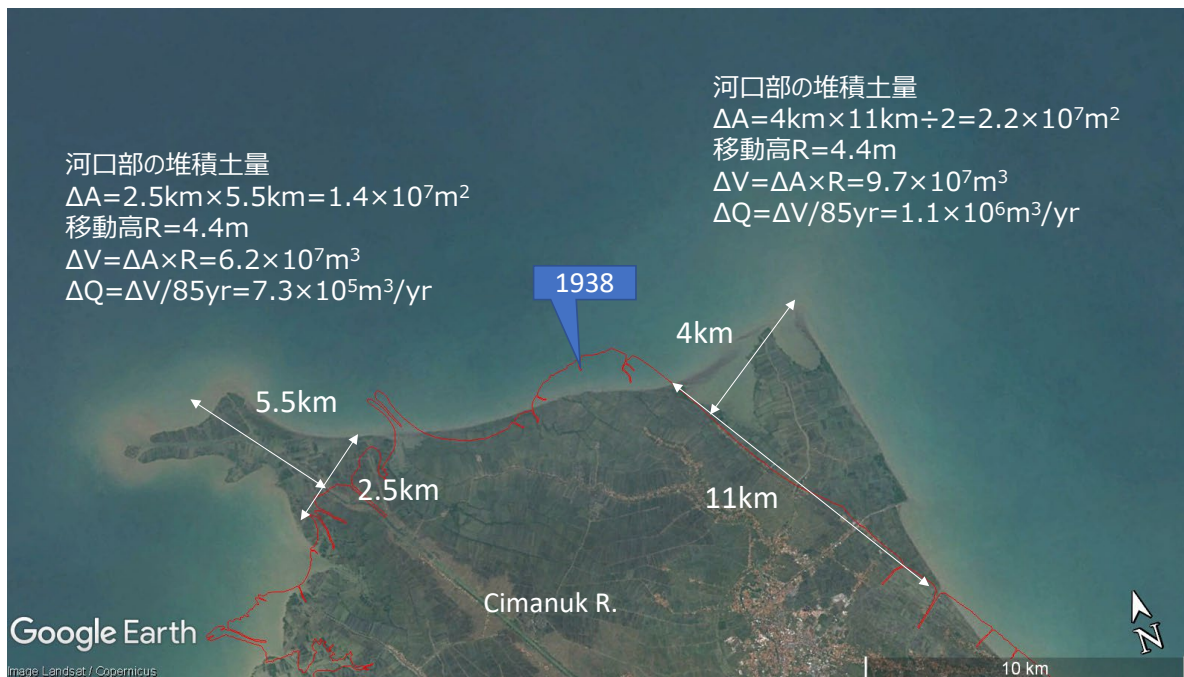 河口部の堆積土量
ΔA=2.5km×5.5km=1.4×10⁷m²
移動高R=4.4m
ΔV=ΔA×R=6.2×10⁷m³
ΔQ=ΔV/85yr=7.3×10⁵m³/yr
河口部の堆積土量
ΔA=4km×11km÷2=2.2×10⁷m²
移動高R=4.4m
ΔV=ΔA×R=9.7×10⁷m³
ΔQ=ΔV/85yr=1.1×10⁶m³/yr
1938
4km
5.5km
2.5km
11km
Cimanuk R.
Google Earth
Image Landsat / Copernicus
N
10 km